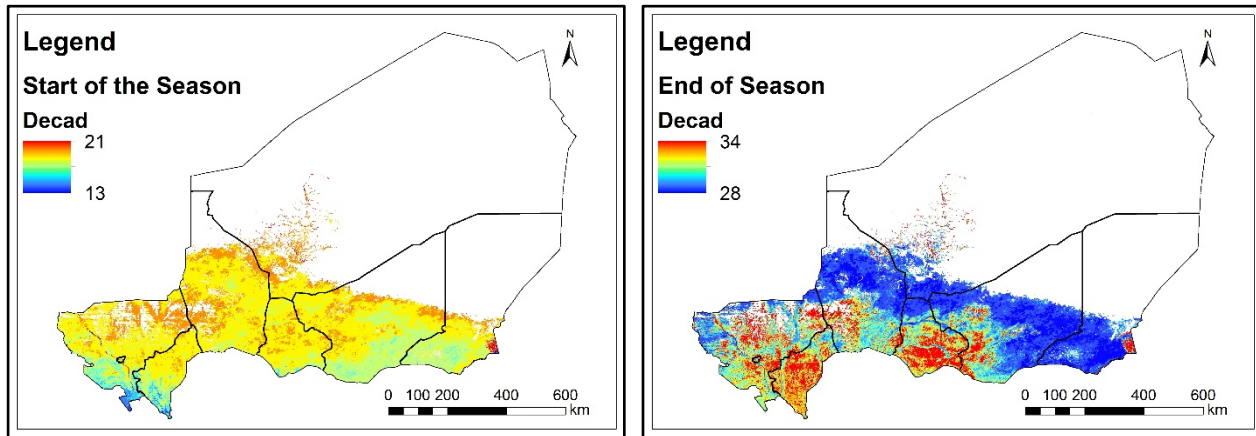 Legend
Start of the Season
Decad
21
13
N
0 100 200 400 600
km
Legend
End of Season
Decad
34
28
N
0 100 200 400 600
km